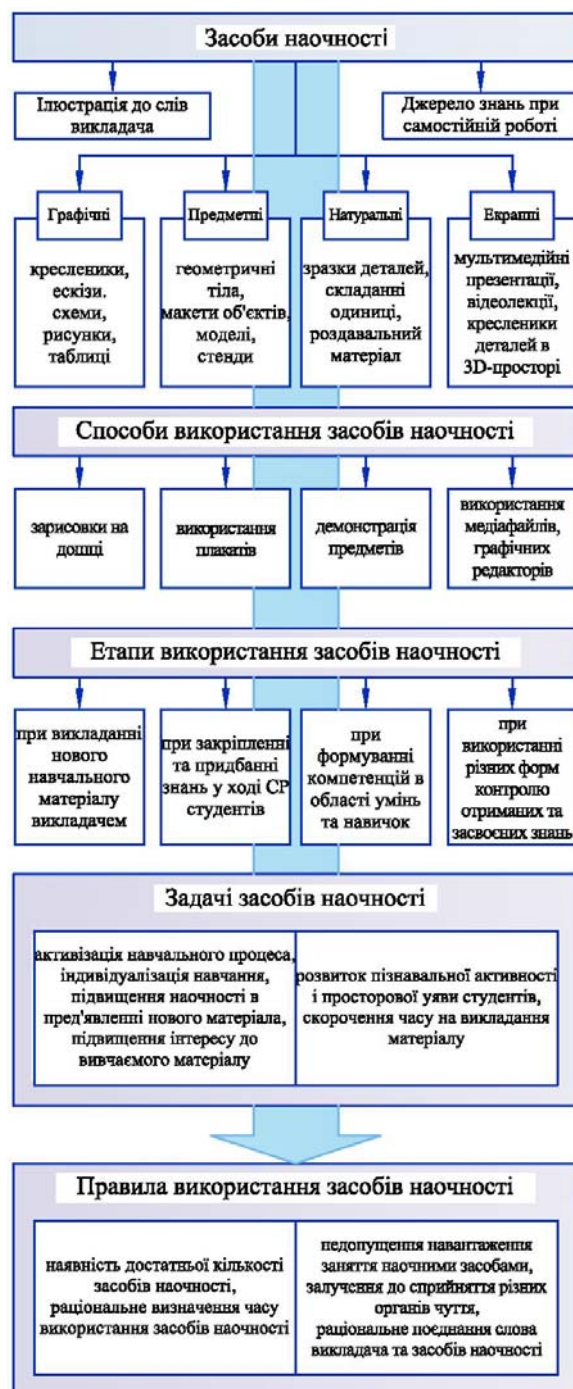 Засоби наочності
Ілюстрація до слів
викладача
Джерело знань при
самостійній роботі
Графічні
кресленики,
ескізи.
схеми,
рисунки,
таблиці
Предметні
геометричні
тіла,
макети об'єктів,
моделі,
стенди
Натуральні
зразки деталей,
складанні
одиниці,
роздавальний
матеріал
Екранні
мультимедійні
презентації,
відеолекції,
кресленики
деталей в
3D-просторі
Способи використання засобів наочності
зарисовки на
дошці
використання
плакатів
демонстрація
предметів
використання
медіафайлів,
графічних
редакторів
Етапи використання засобів наочності
при викладанні
нового
навчального
матеріалу
викладачем
при закріпленні
та придбанні
знань у ході СР
студентів
при
формуванні
компетенцій в
області умінь
та навичок
при
використанні
різних форм
контролю
отриманих та
засвоєних знань
Задачі засобів наочності
активізація навчального процеса,
індивідуалізація навчання,
підвищення наочності в
пред'явленні нового матеріала,
підвищення інтересу до
вивчаємого матеріалу
розвиток пізнавальної активності
і просторової уяви студентів,
скорочення часу на викладання
матеріалу
Правила використання засобів наочності
наявність достатньої кількості
засобів наочності,
раціональне визначення часу
використання засобів наочності
недопущення навантаження
заняття наочними засобами,
залучення до сприйняття різних
органів чуття,
раціональне поєднання слова
викладача та засобів наочності